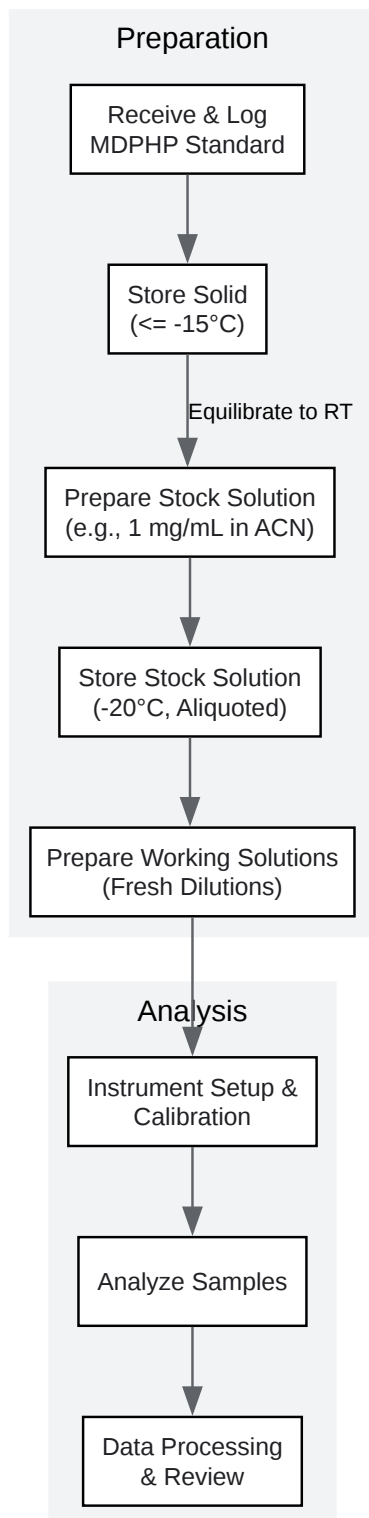 Preparation
Receive & Log
MDPHP Standard
Store Solid
(<= -15°C)
Equilibrate to RT
Prepare Stock Solution
(e.g., 1 mg/mL in ACN)
Store Stock Solution
(-20°C, Aliquoted)
Prepare Working Solutions
(Fresh Dilutions)
Analysis
Instrument Setup &
Calibration
Analyze Samples
Data Processing
& Review